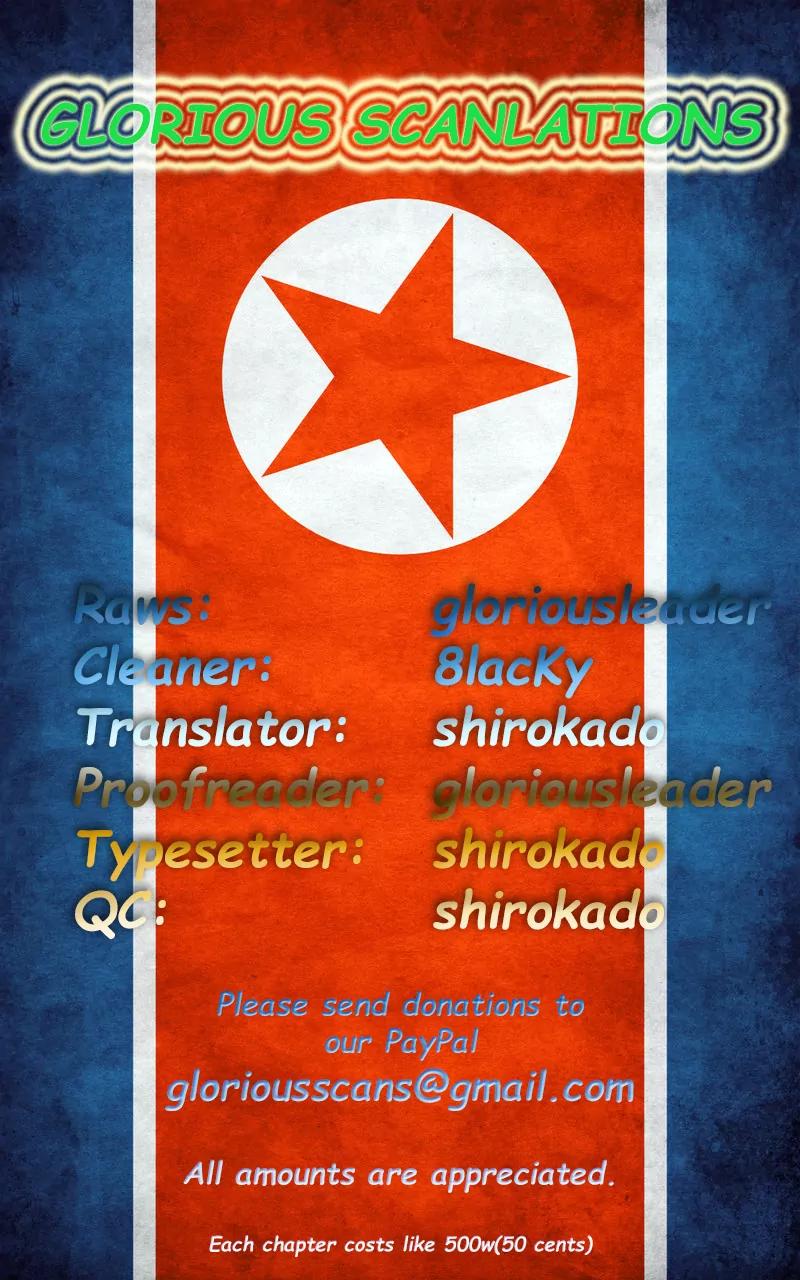 GLORIOUS SCANLATIONS
Raws: gloriousleader
Cleaner: 8lacKy
Translator: shirokado
Proofreader: gloriousleader
Typesetter: shirokado
QC: shirokado
Please send donations to
our PayPal
gloriousscans@gmail.com
All amounts are appreciated.
Each chapter costs like 500w(50 cents)